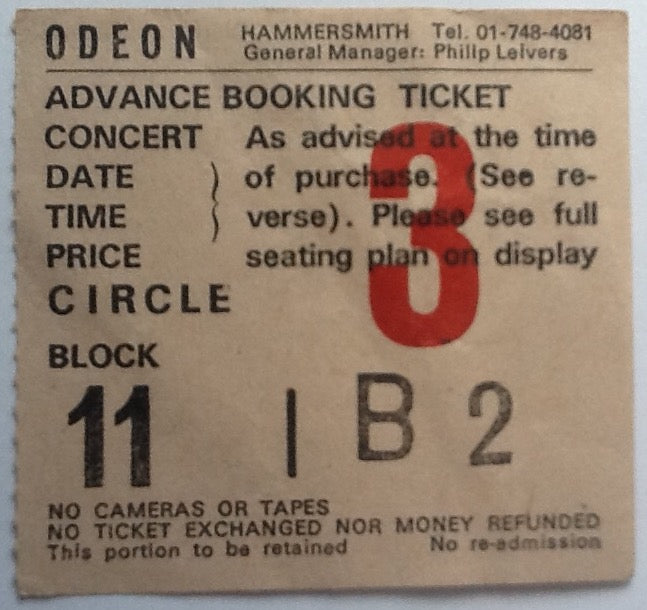 ODEON HAMMERSMITH Tel. 01-748-4081
General Manager: Philip Leivers
ADVANCE BOOKING TICKET
CONCERT As advised at the time
DATE of purchase. (See re-
TIME verse). Please see full
PRICE seating plan on display
CIRCLE
3
BLOCK
11 | B 2
NO CAMERAS OR TAPES
NO TICKET EXCHANGED NOR MONEY REFUNDED
This portion to be retained No re-admission